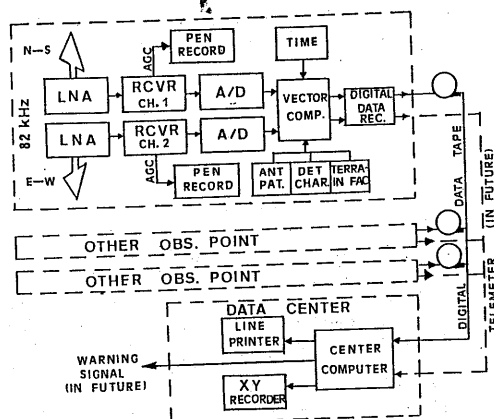 N—S
82 kHz
E—W
LNA
LNA
AGC
PEN
RECORD
RCVR
CH. 1
RCVR
CH. 2
AGC
PEN
RECORD
A/D
A/D
TIME
VECTOR
COMP.
ANT
PAT.
DET
CHAR.
TERRA-
IN FAC
DIGITAL
DATA
REC.
DIGITAL DATA TAPE
TELEMETER (IN FUTURE)
OTHER OBS. POINT
OTHER OBS. POINT
DATA CENTER
LINE
PRINTER
CENTER
COMPUTER
XY
RECORDER
WARNING
SIGNAL
(IN FUTURE)